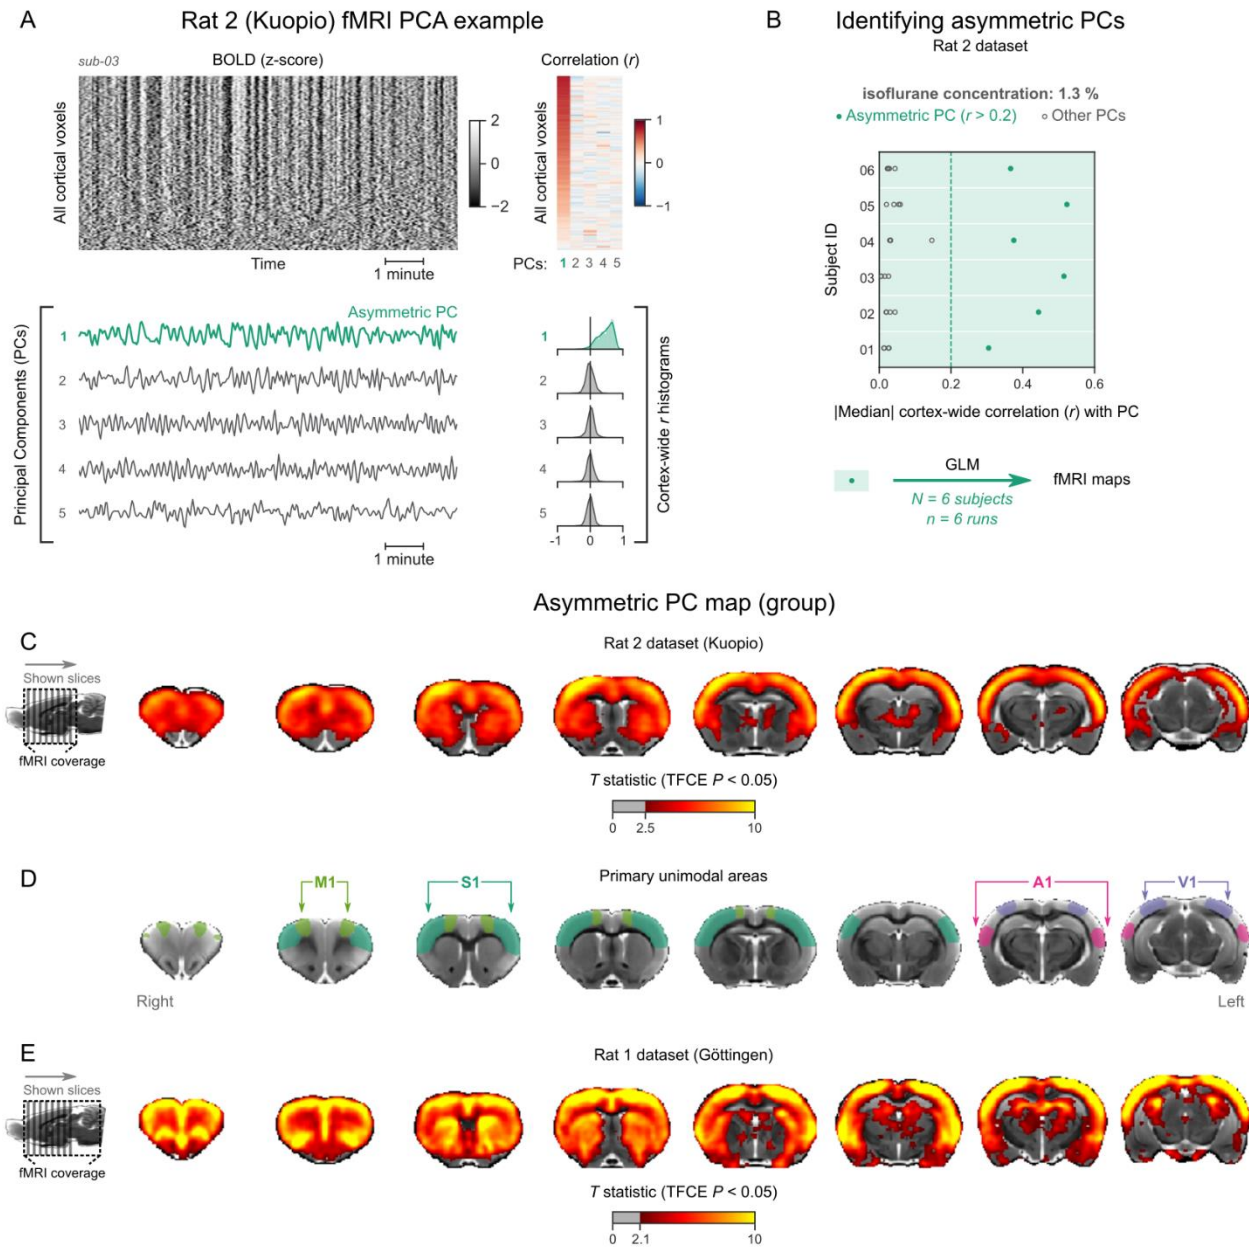 A
Rat 2 (Kuopio) fMRI PCA example
sub-03
BOLD (z-score)
All cortical voxels
2
0
−2
Time
1 minute
Correlation (r)
All cortical voxels
1
0
−1
PCs: 1 2 3 4 5
Principal Components (PCs)
Asymmetric PC
1
2
3
4
5
1 minute
1
2
3
4
5
-1 0 1
Cortex-wide r histograms
B
Identifying asymmetric PCs
Rat 2 dataset
isoflurane concentration: 1.3 %
Asymmetric PC (r > 0.2)
Other PCs
Subject ID
06
05
04
03
02
01
0.0 0.2 0.4 0.6
|Median| cortex-wide correlation (r) with PC
GLM
fMRI maps
N = 6 subjects
n = 6 runs
Asymmetric PC map (group)
C
Rat 2 dataset (Kuopio)
Shown slices
fMRI coverage
T statistic (TFCE P < 0.05)
0 2.5 10
D
Primary unimodal areas
M1
S1
A1
V1
Right
Left
E
Rat 1 dataset (Göttingen)
Shown slices
fMRI coverage
T statistic (TFCE P < 0.05)
0 2.1 10